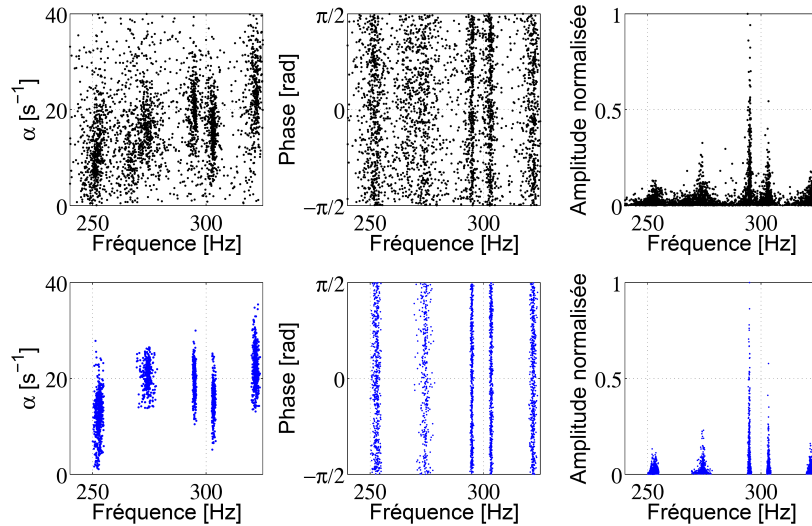 40
20
0
α [s⁻¹]
250
300
Fréquence [Hz]
π/2
0
−π/2
Phase [rad]
250
300
Fréquence [Hz]
1
0.5
0
Amplitude normalisée
250
300
Fréquence [Hz]
40
20
0
α [s⁻¹]
250
300
Fréquence [Hz]
π/2
0
−π/2
Phase [rad]
250
300
Fréquence [Hz]
1
0.5
0
Amplitude normalisée
250
300
Fréquence [Hz]